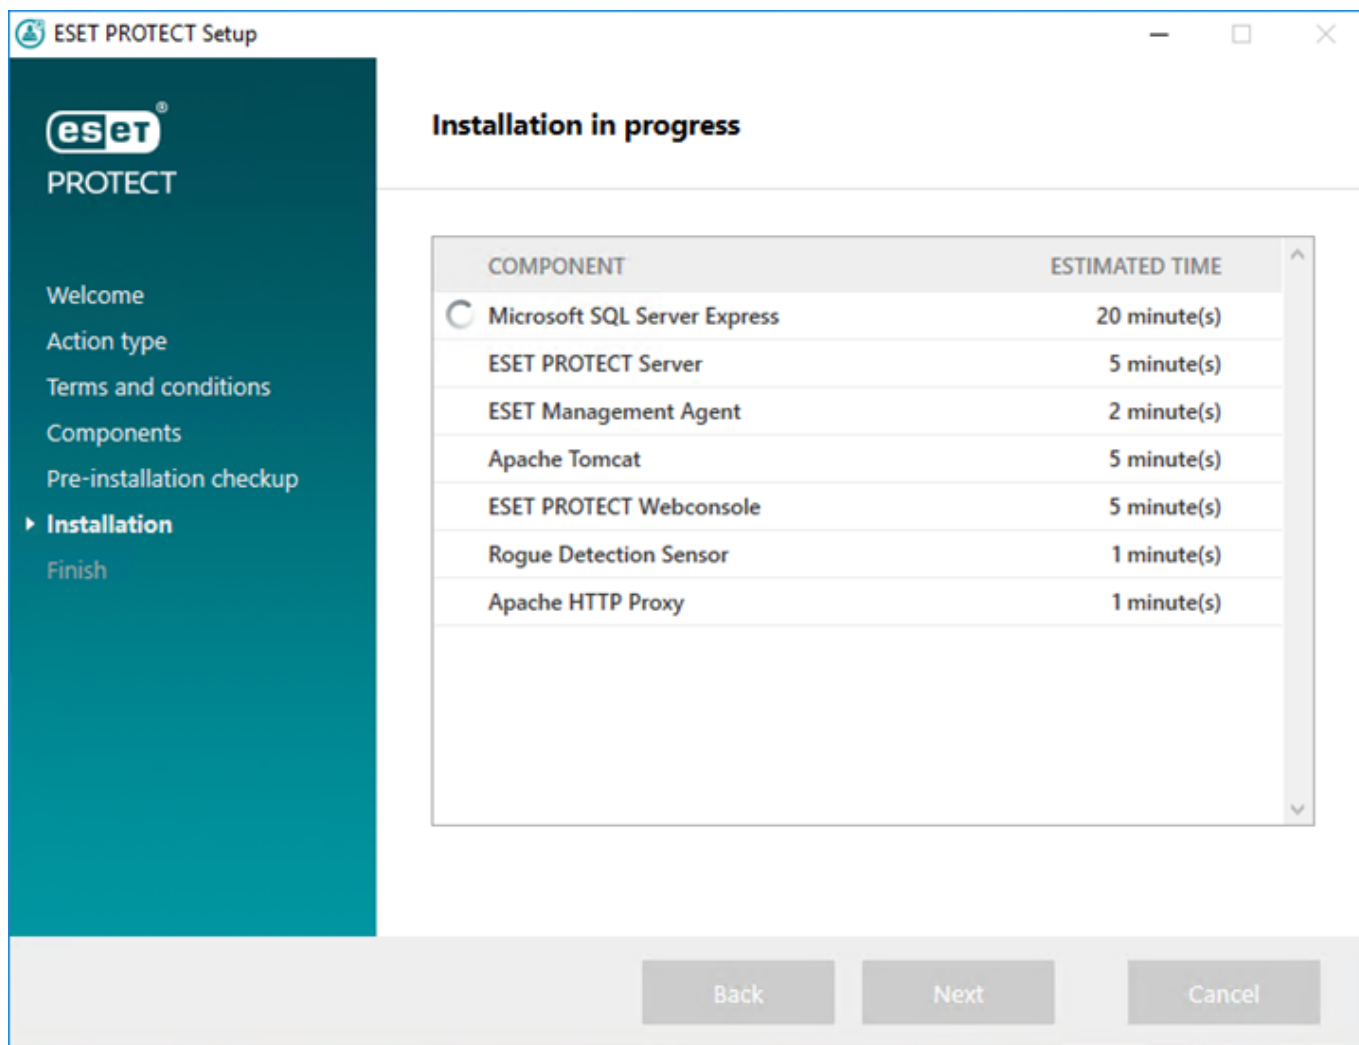 ESET PROTECT Setup
eseT®
PROTECT
Welcome
Action type
Terms and conditions
Components
Pre-installation checkup
Installation
Finish
Installation in progress
COMPONENT ESTIMATED TIME
Microsoft SQL Server Express 20 minute(s)
ESET PROTECT Server 5 minute(s)
ESET Management Agent 2 minute(s)
Apache Tomcat 5 minute(s)
ESET PROTECT Webconsole 5 minute(s)
Rogue Detection Sensor 1 minute(s)
Apache HTTP Proxy 1 minute(s)
Back Next Cancel